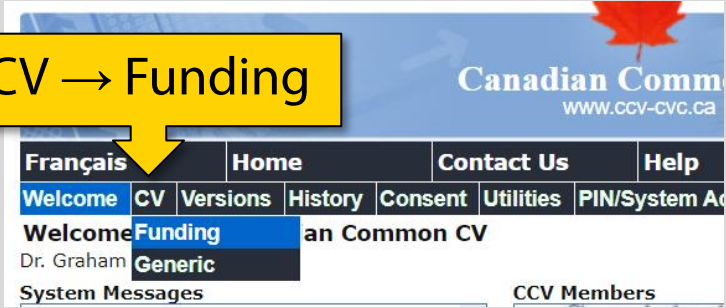 CV → Funding
Canadian Comm
www.ccv-cvc.ca
Français Home Contact Us Help
Welcome CV Versions History Consent Utilities PIN/System Ac
Welcome Funding an Common CV
Dr. Graham Generic
System Messages CCV Members